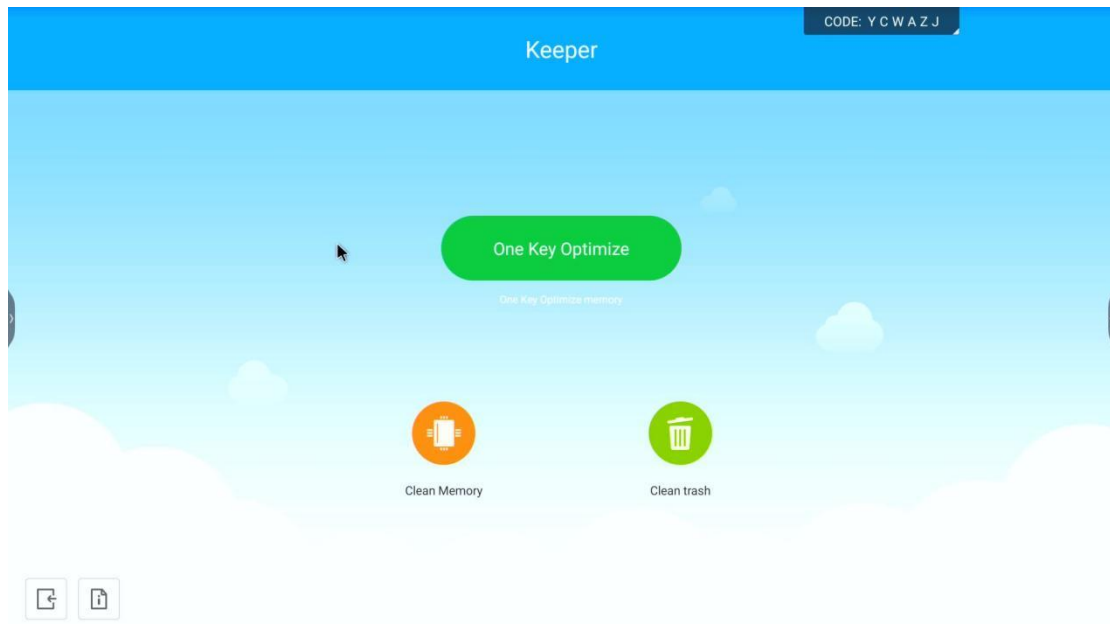 CODE: Y C W A Z J
Keeper
One Key Optimize
One Key Optimize memory
Clean Memory
Clean trash